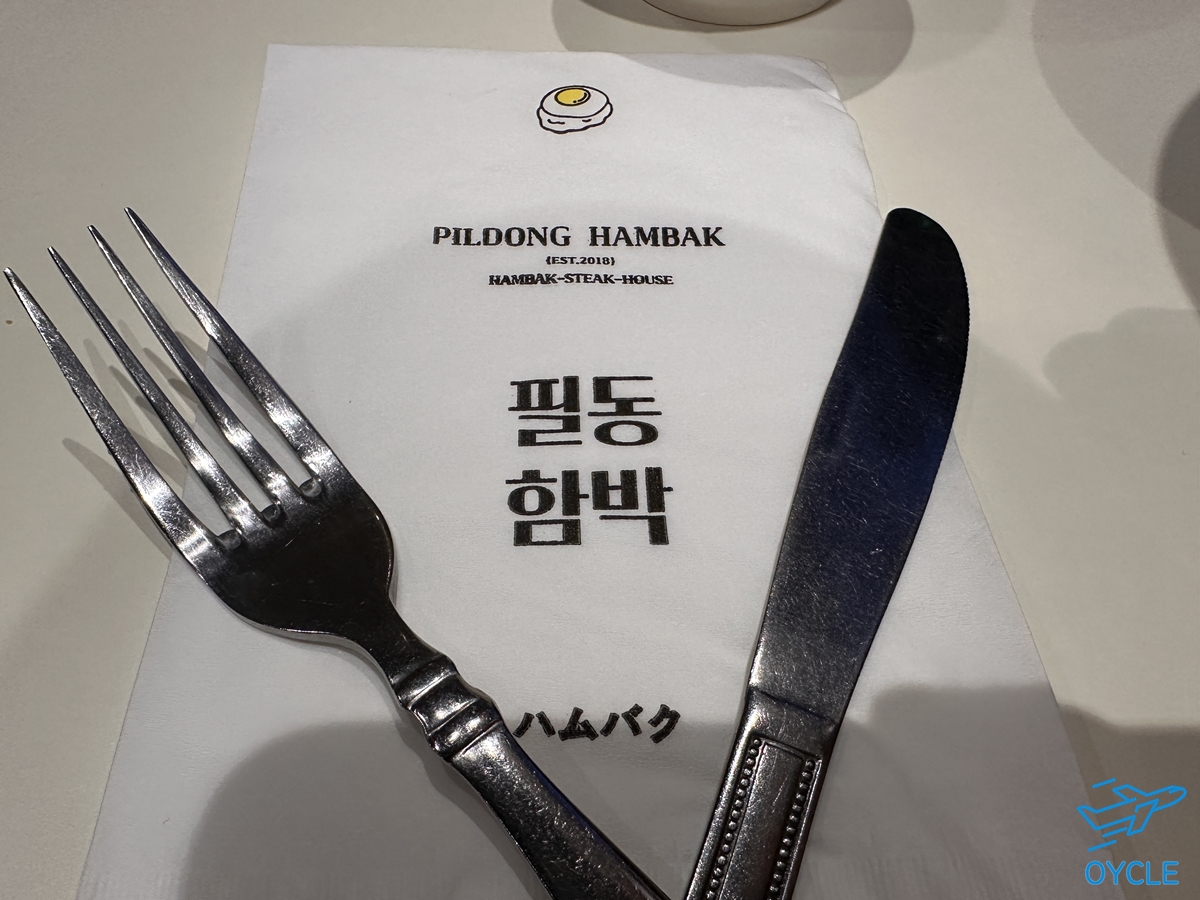 PILDONG HAMBAK
{EST.2018}
HAMBAK-STEAK-HOUSE
필동
함박
ハムバク
OYCLE